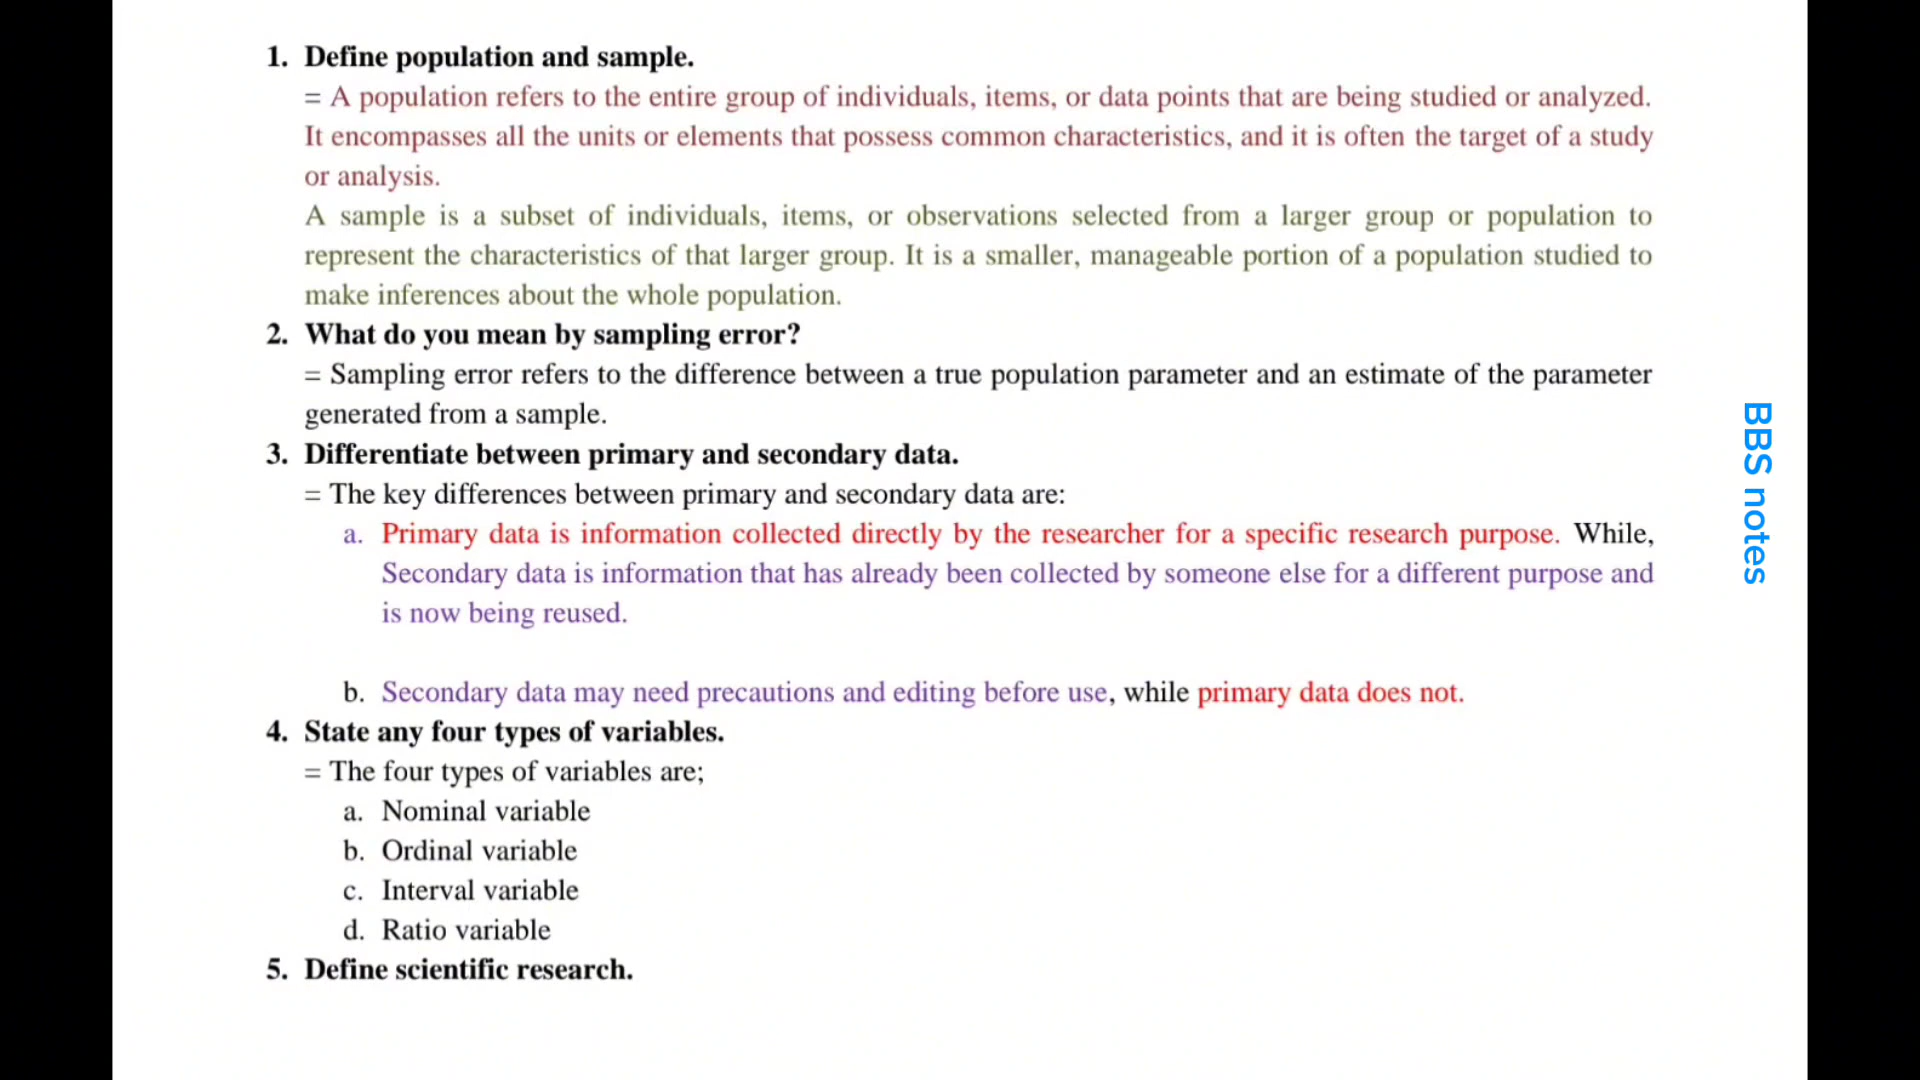 1. Define population and sample.
= A population refers to the entire group of individuals, items, or data points that are being studied or analyzed.
It encompasses all the units or elements that possess common characteristics, and it is often the target of a study
or analysis.
A sample is a subset of individuals, items, or observations selected from a larger group or population to
represent the characteristics of that larger group. It is a smaller, manageable portion of a population studied to
make inferences about the whole population.
2. What do you mean by sampling error?
= Sampling error refers to the difference between a true population parameter and an estimate of the parameter
generated from a sample.
3. Differentiate between primary and secondary data.
= The key differences between primary and secondary data are:
a. Primary data is information collected directly by the researcher for a specific research purpose. While,
Secondary data is information that has already been collected by someone else for a different purpose and
is now being reused.
b. Secondary data may need precautions and editing before use, while primary data does not.
4. State any four types of variables.
= The four types of variables are;
a. Nominal variable
b. Ordinal variable
c. Interval variable
d. Ratio variable
5. Define scientific research.
BBS notes